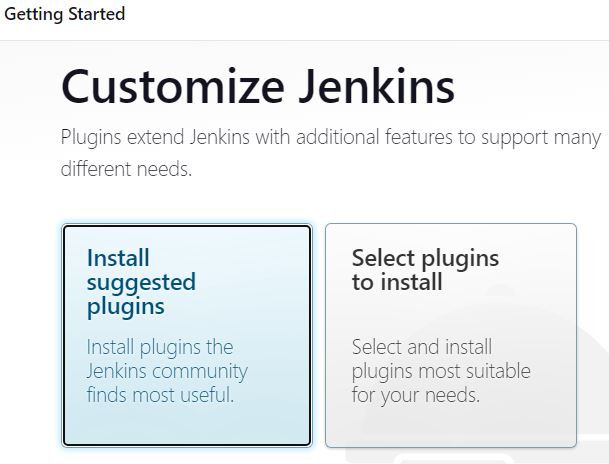 Getting Started
Customize Jenkins
Plugins extend Jenkins with additional features to support many
different needs.
Install
suggested
plugins
Install plugins the
Jenkins community
finds most useful.
Select plugins
to install
Select and install
plugins most suitable
for your needs.